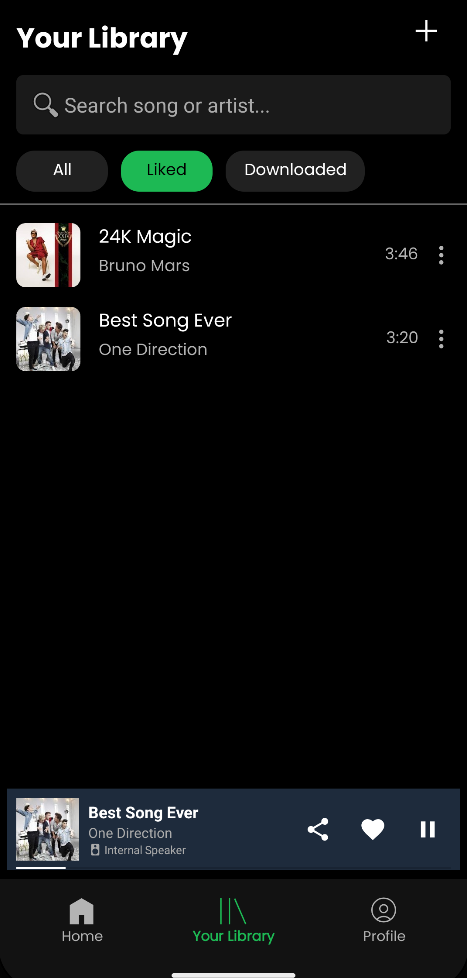 Your Library
Search song or artist...
All Liked Downloaded
24K Magic
Bruno Mars
3:46
Best Song Ever
One Direction
3:20
Best Song Ever
One Direction
Internal Speaker
Home Your Library Profile